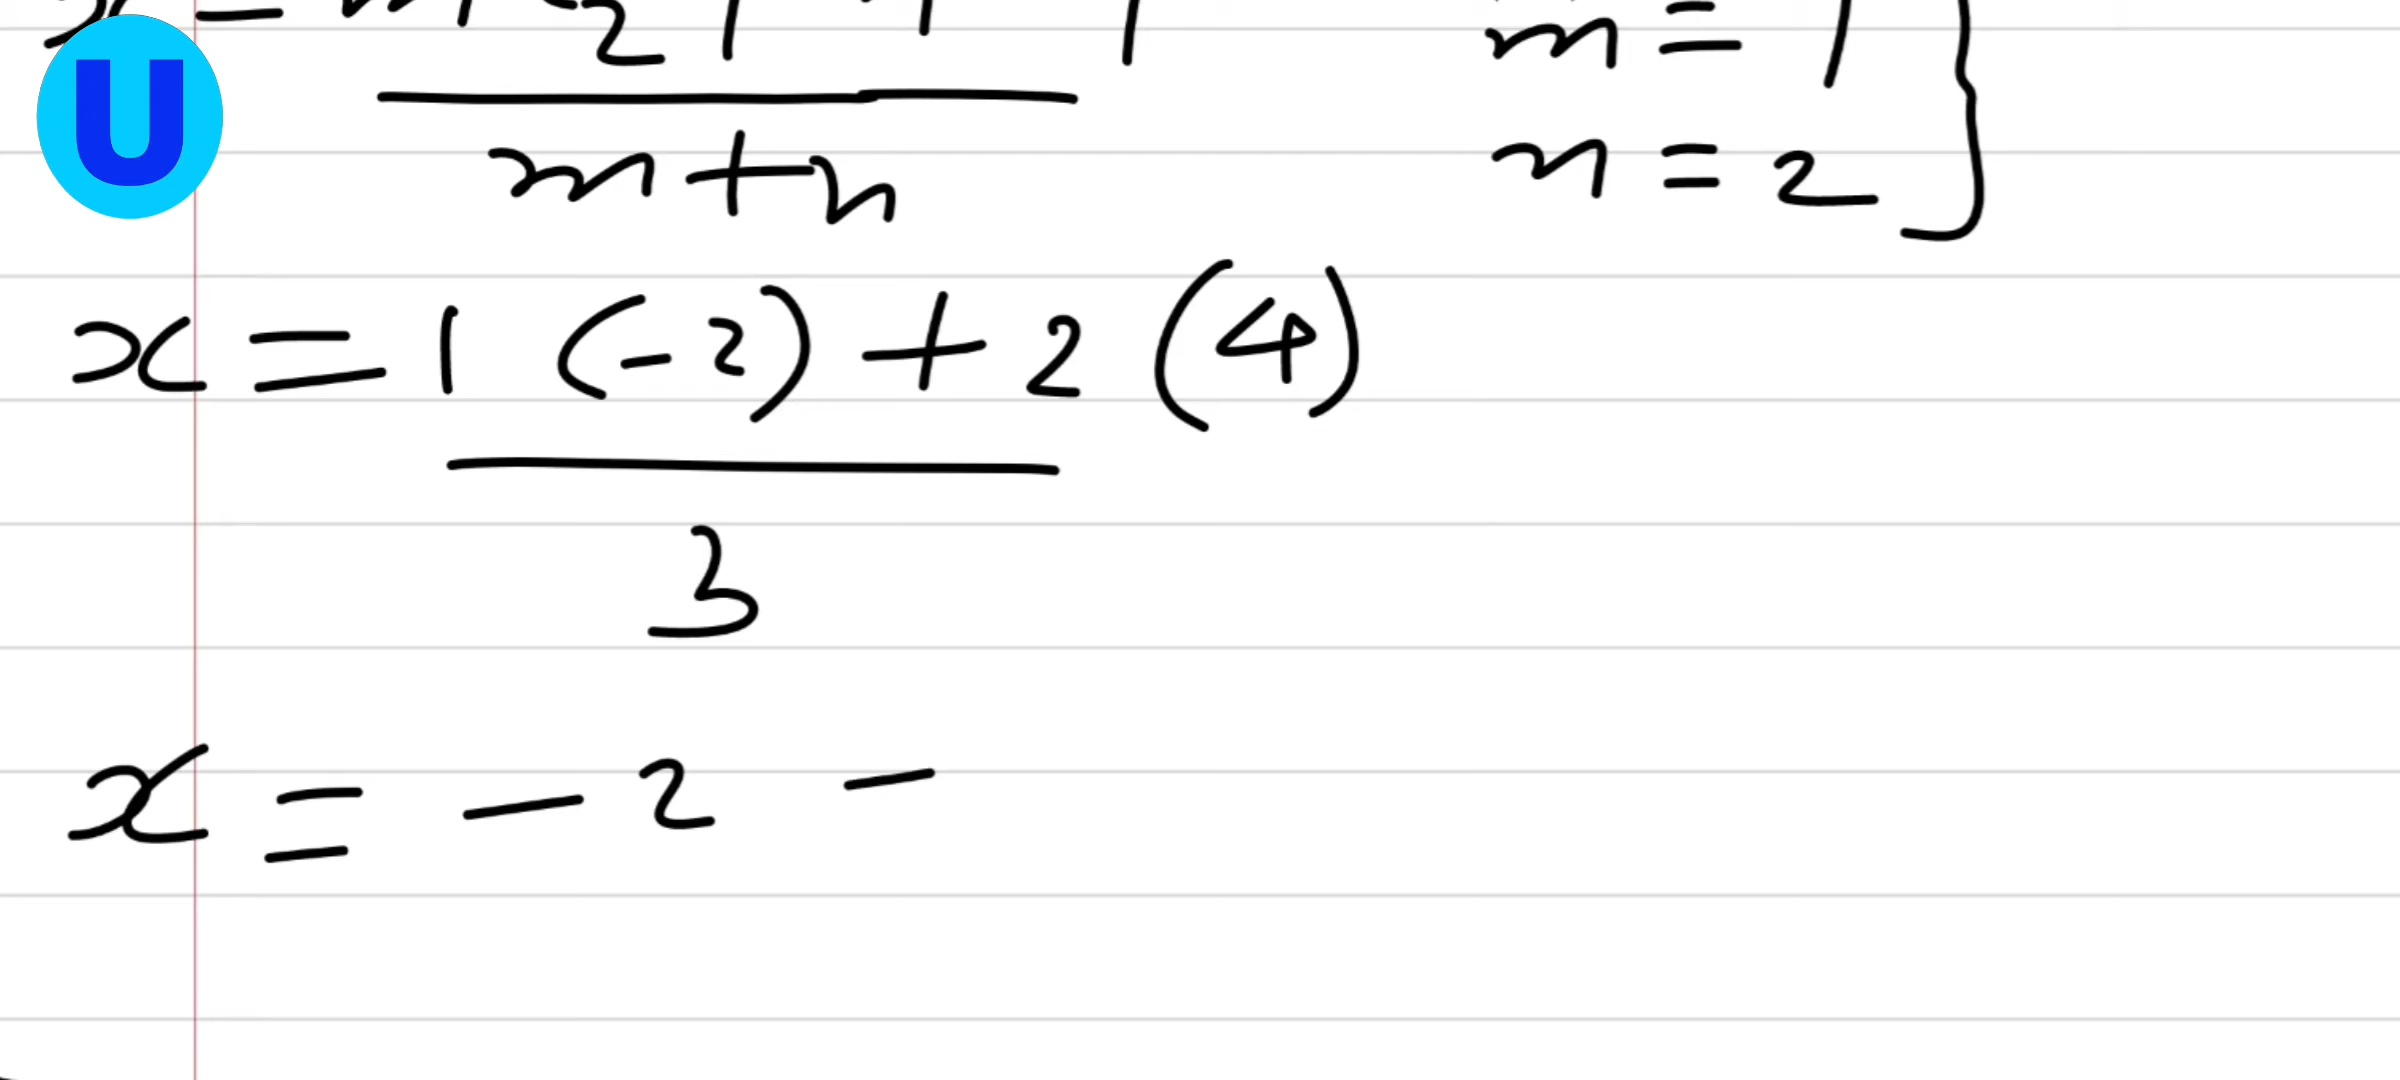 U
m = 1
m + n
n = 2
x = 1 (-2) + 2 (4)
3
x = - 2 -